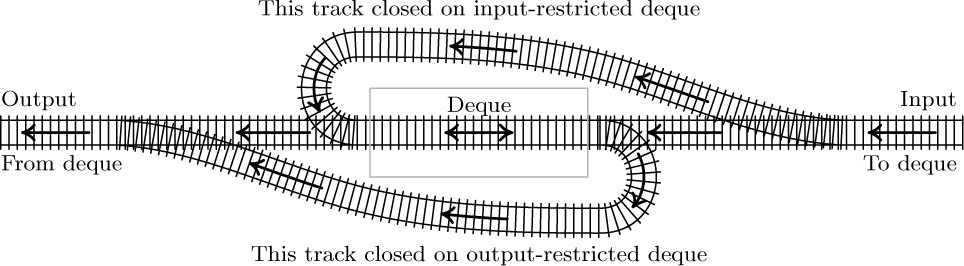 This track closed on input-restricted deque
Output
Deque
Input
From deque
To deque
This track closed on output-restricted deque